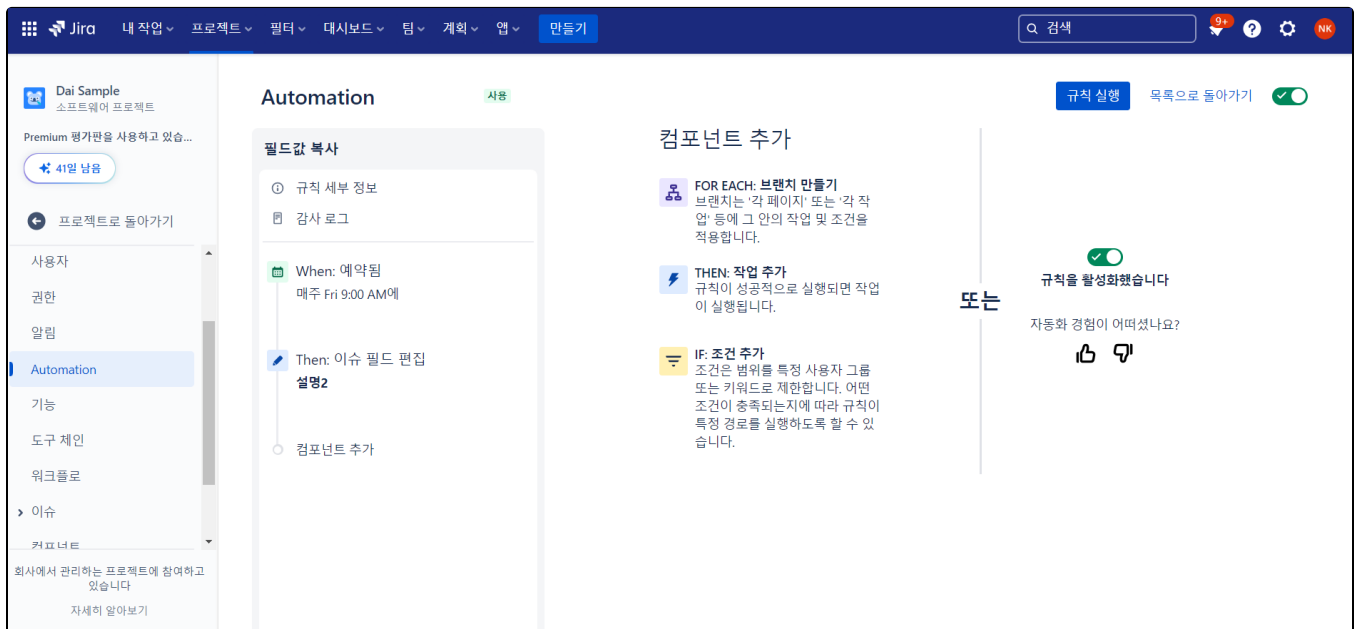 Jira 내 작업 프로젝트 필터 대시보드 팀 계획 앱 만들기 검색 9+ NK
Dai Sample
소프트웨어 프로젝트
Premium 평가판을 사용하고 있습...
41일 남음
프로젝트로 돌아가기
사용자
권한
알림
Automation
기능
도구 체인
워크플로
이슈
컴포넌트
회사에서 관리하는 프로젝트에 참여하고
있습니다
자세히 알아보기
Automation 사용
규칙 실행 목록으로 돌아가기
필드값 복사
규칙 세부 정보
감사 로그
When: 예약됨
매주 Fri 9:00 AM에
Then: 이슈 필드 편집
설명2
컴포넌트 추가
컴포넌트 추가
FOR EACH: 브랜치 만들기
브랜치는 '각 페이지' 또는 '각 작
업' 등에 그 안의 작업 및 조건을
적용합니다.
THEN: 작업 추가
규칙이 성공적으로 실행되면 작업
이 실행됩니다.
IF: 조건 추가
조건은 범위를 특정 사용자 그룹
또는 키워드로 제한합니다. 어떤
조건이 충족되는지에 따라 규칙이
특정 경로를 실행하도록 할 수 있
습니다.
또는
규칙을 활성화했습니다
자동화 경험이 어떠셨나요?